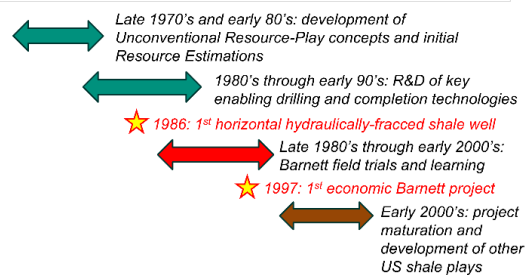 Late 1970's and early 80's: development of
Unconventional Resource-Play concepts and initial
Resource Estimations
1980's through early 90's: R&D of key
enabling drilling and completion technologies
1986: 1st horizontal hydraulically-fracced shale well
Late 1980's through early 2000's:
Barnett field trials and learning
1997: 1st economic Barnett project
Early 2000's: project
maturation and
development of other
US shale plays